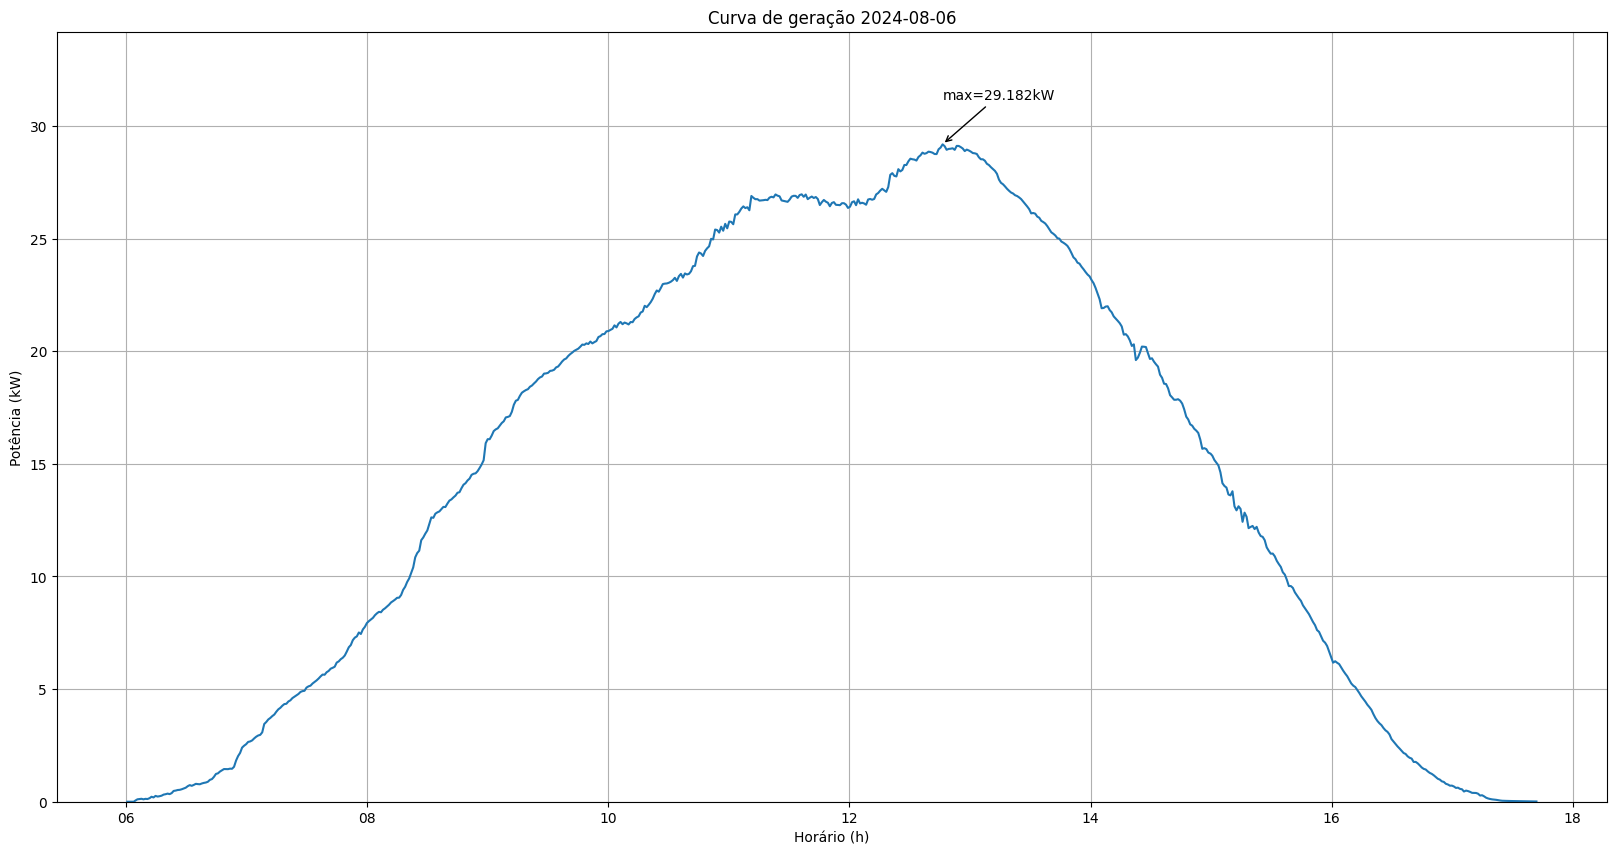 Curva de geração 2024-08-06
max=29.182kW
30
25
20
15
10
5
0
Potência (kW)
06 08 10 12 14 16 18
Horário (h)